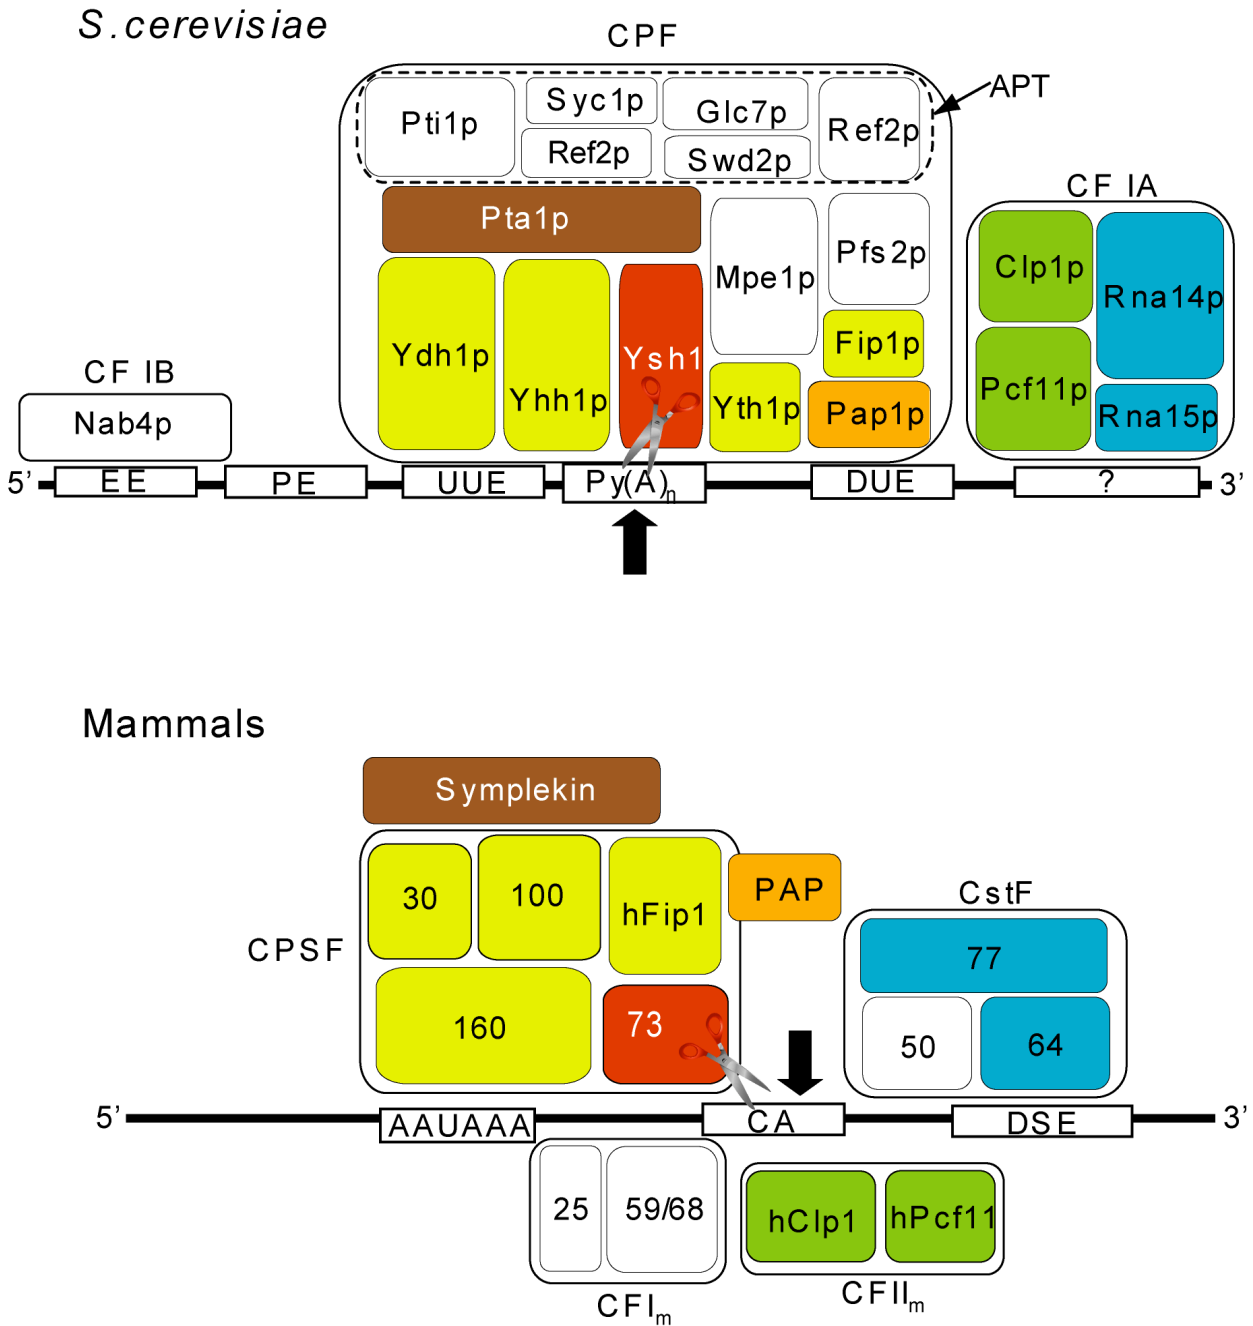 S.cerevisiae
CPF
APT
Pti1p
Syc1p
Glc7p
Ref2p
Ref2p
Swd2p
CF IA
Pta1p
Mpe1p
Pfs2p
Clp1p
Rna14p
Ydh1p
Yhh1p
Ysh1
Fip1p
CF IB
Nab4p
Yth1p
Pap1p
Pcf11p
Rna15p
5’
EE
PE
UUE
Py(A)n
DUE
?
3’
Mammals
Symplekin
30
100
hFip1
PAP
CstF
CPSF
77
160
73
50
64
5’
AAUAAA
CA
DSE
3’
25
59/68
hClp1
hPcf11
CFIm
CFIIm